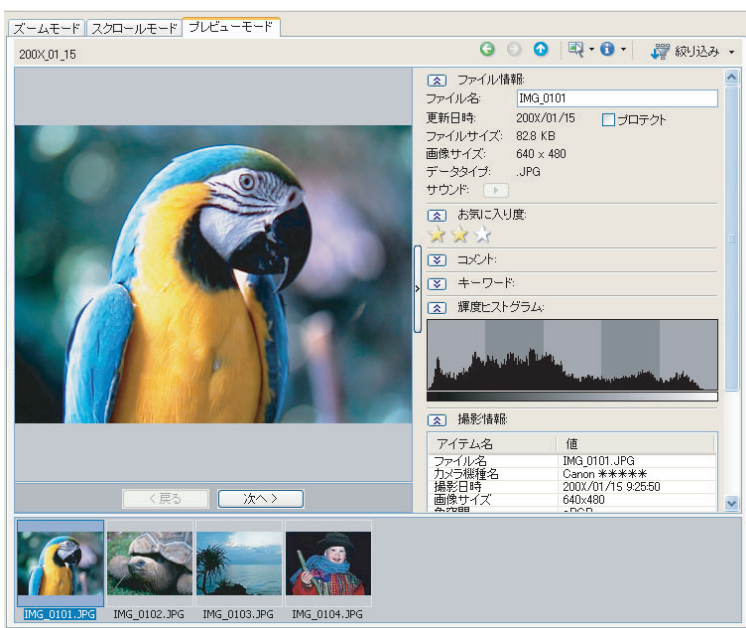 ズームモード スクロールモード プレビューモード
200X_01_15
絞り込み
ファイル情報:
ファイル名: IMG_0101
更新日時: 200X/01/15 プロテクト
ファイルサイズ: 82.8 KB
画像サイズ: 640 x 480
データタイプ: .JPG
サウンド:
お気に入り度:
コメント:
キーワード:
輝度ヒストグラム:
撮影情報:
アイテム名 値
ファイル名 IMG_0101.JPG
カメラ機種名 Canon ✱✱✱✱✱
撮影日時 200X/01/15 9:25:50
画像サイズ 640x480
色空間 sRGB
<戻る 次へ>
IMG_0101.JPG IMG_0102.JPG IMG_0103.JPG IMG_0104.JPG